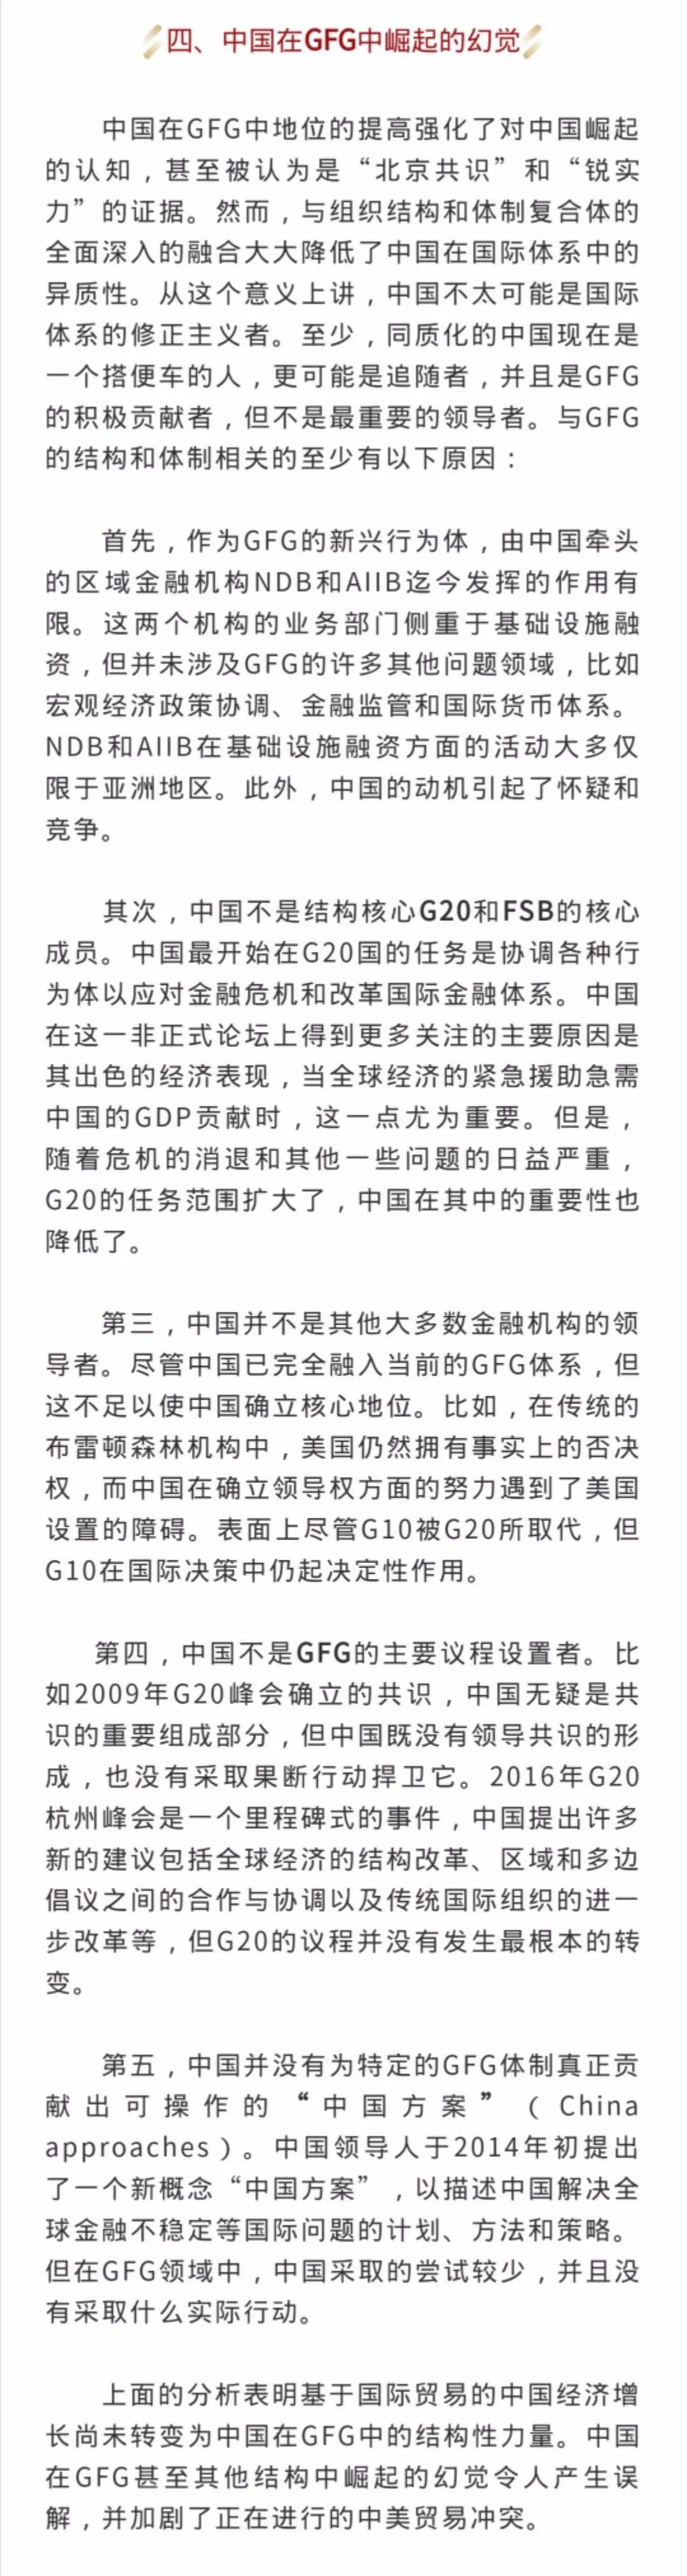 四、中国在GFG中崛起的幻觉
中国在GFG中地位的提高强化了对中国崛起
的认知，甚至被认为是“北京共识”和“锐实
力”的证据。然而，与组织结构和体制复合体的
全面深入的融合大大降低了中国在国际体系中的
异质性。从这个意义上讲，中国不太可能是国际
体系的修正主义者。至少，同质化的中国现在是
一个搭便车的人，更可能是追随者，并且是GFG
的积极贡献者，但不是最重要的领导者。与GFG
的结构和体制相关的至少有以下原因：
首先，作为GFG的新兴行为体，由中国牵头
的区域金融机构NDB和AIIB迄今发挥的作用有
限。这两个机构的业务部门侧重于基础设施融
资，但并未涉及GFG的许多其他问题领域，比如
宏观经济政策协调、金融监管和国际货币体系。
NDB和AIIB在基础设施融资方面的活动大多仅
限于亚洲地区。此外，中国的动机引起了怀疑和
竞争。
其次，中国不是结构核心G20和FSB的核心
成员。中国最开始在G20国的任务是协调各种行
为体以应对金融危机和改革国际金融体系。中国
在这一非正式论坛上得到更多关注的主要原因是
其出色的经济表现，当全球经济的紧急援助急需
中国的GDP贡献时，这一点尤为重要。但是，
随着危机的消退和其他一些问题的日益严重，
G20的任务范围扩大了，中国在其中的重要性也
降低了。
第三，中国并不是其他大多数金融机构的领
导者。尽管中国已完全融入当前的GFG体系，但
这不足以使中国确立核心地位。比如，在传统的
布雷顿森林机构中，美国仍然拥有事实上的否决
权，而中国在确立领导权方面的努力遇到了美国
设置的障碍。表面上尽管G10被G20所取代，但
G10在国际决策中仍起决定性作用。
第四，中国不是GFG的主要议程设置者。比
如2009年G20峰会确立的共识，中国无疑是共
识的重要组成部分，但中国既没有领导共识的形
成，也没有采取果断行动捍卫它。2016年G20
杭州峰会是一个里程碑式的事件，中国提出许多
新的建议包括全球经济的结构改革、区域和多边
倡议之间的合作与协调以及传统国际组织的进一
步改革等，但G20的议程并没有发生最根本的转
变。
第五，中国并没有为特定的GFG体制真正贡
献出可操作的“中国方案”（China
approaches）。中国领导人于2014年初提出
了一个新概念“中国方案”，以描述中国解决全
球金融不稳定等国际问题的计划、方法和策略。
但在GFG领域中，中国采取的尝试较少，并且没
有采取什么实际行动。
上面的分析表明基于国际贸易的中国经济增
长尚未转变为中国在GFG中的结构性力量。中国
在GFG甚至其他结构中崛起的幻觉令人产生误
解，并加剧了正在进行的中美贸易冲突。